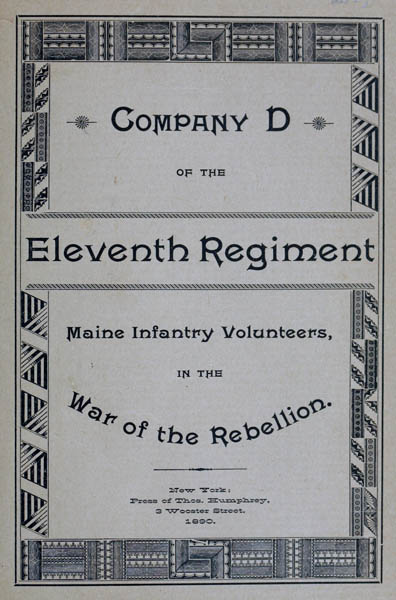 Company D
OF THE
Eleventh Regiment
Maine Infantry Volunteers,
IN THE
War of the Rebellion.
New York:
Press of Thos. Humphrey,
3 Wooster Street.
1890.